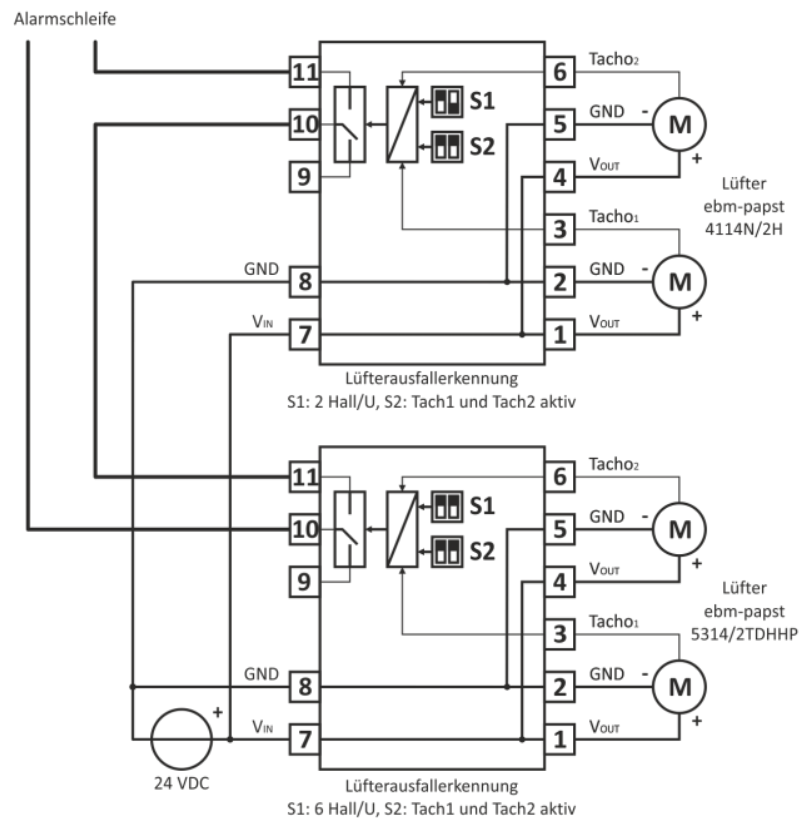 Alarmschleife
11
10
9
8
7
GND
VIN
S1
S2
6
5
4
3
2
1
Tacho2
GND -
VOUT
+
Tacho1
GND -
VOUT
+
M
M
Lüfter
ebm-papst
4114N/2H
Lüfterausfallerkennung
S1: 2 Hall/U, S2: Tach1 und Tach2 aktiv
11
10
9
8
7
GND
VIN
S1
S2
6
5
4
3
2
1
Tacho2
GND -
VOUT
+
Tacho1
GND -
VOUT
+
M
M
Lüfter
ebm-papst
5314/2TDHHP
+
24 VDC
Lüfterausfallerkennung
S1: 6 Hall/U, S2: Tach1 und Tach2 aktiv